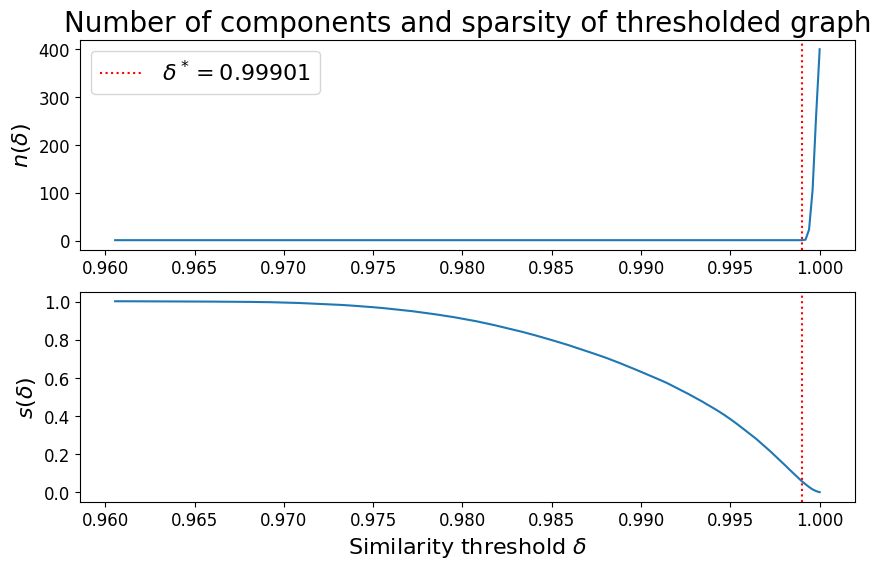 Number of components and sparsity of thresholded graph
400
300
200
100
0
n(δ)
δ* = 0.99901
0.960 0.965 0.970 0.975 0.980 0.985 0.990 0.995 1.000
1.0
0.8
0.6
0.4
0.2
0.0
s(δ)
0.960 0.965 0.970 0.975 0.980 0.985 0.990 0.995 1.000
Similarity threshold δ